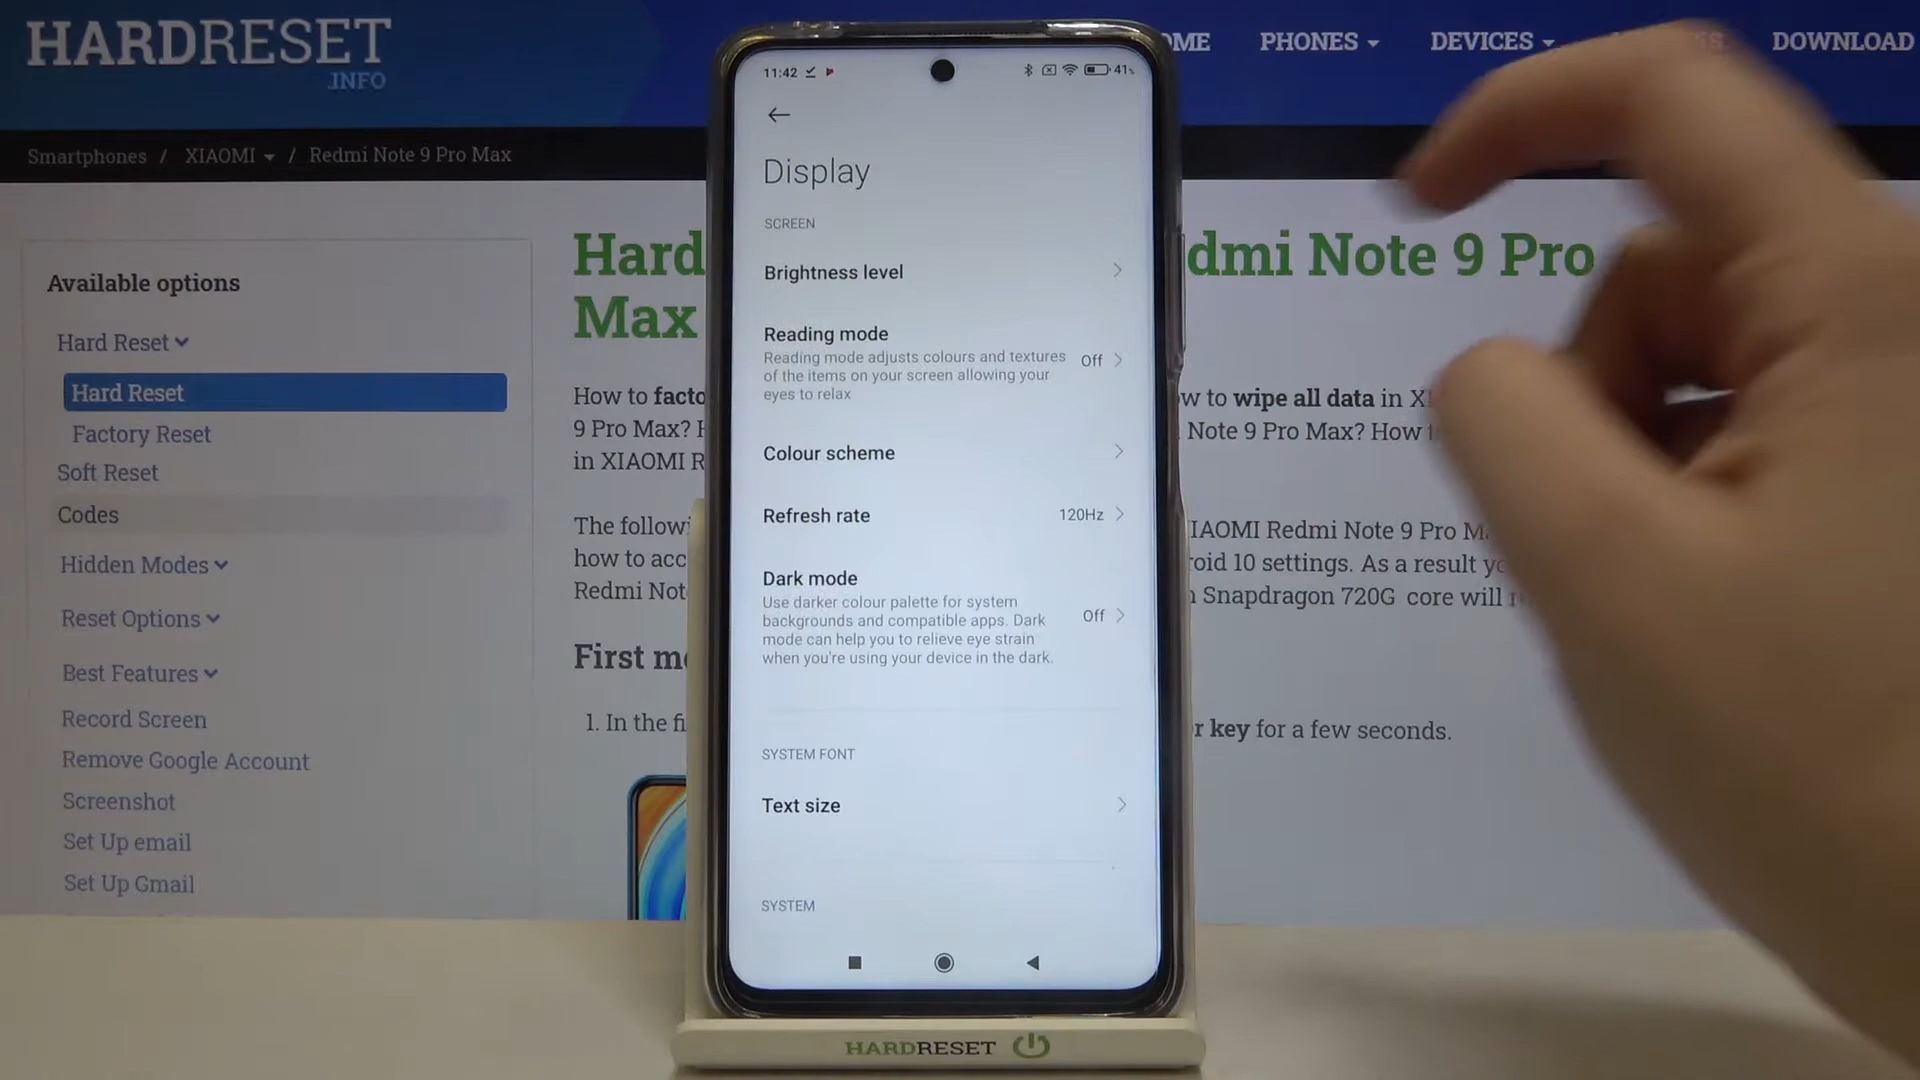 HARDRESET
.INFO
PHONES
DEVICES
DOWNLOAD
Smartphones / XIAOMI / Redmi Note 9 Pro Max
Available options
Hard Reset
Hard Reset
Factory Reset
Soft Reset
Codes
Hidden Modes
Reset Options
Best Features
Record Screen
Remove Google Account
Screenshot
Set Up email
Set Up Gmail
Hard
Note 9 Pro
Max
How to
to wipe all data in
9 Pro Max?
Note 9 Pro Max? How
in XIAOMI
The
Redmi Note 9 Pro
how to
10 settings. As a result
Redmi
Snapdragon 720G core will
First
1. In the
key for a few seconds.
11:42
41%
Display
SCREEN
Brightness level
Reading mode
Reading mode adjusts colours and textures
of the items on your screen allowing your
eyes to relax
Off
Colour scheme
Refresh rate
120Hz
Dark mode
Use darker colour palette for system
backgrounds and compatible apps. Dark
mode can help you to relieve eye strain
when you're using your device in the dark.
Off
SYSTEM FONT
Text size
SYSTEM
HARDRESET